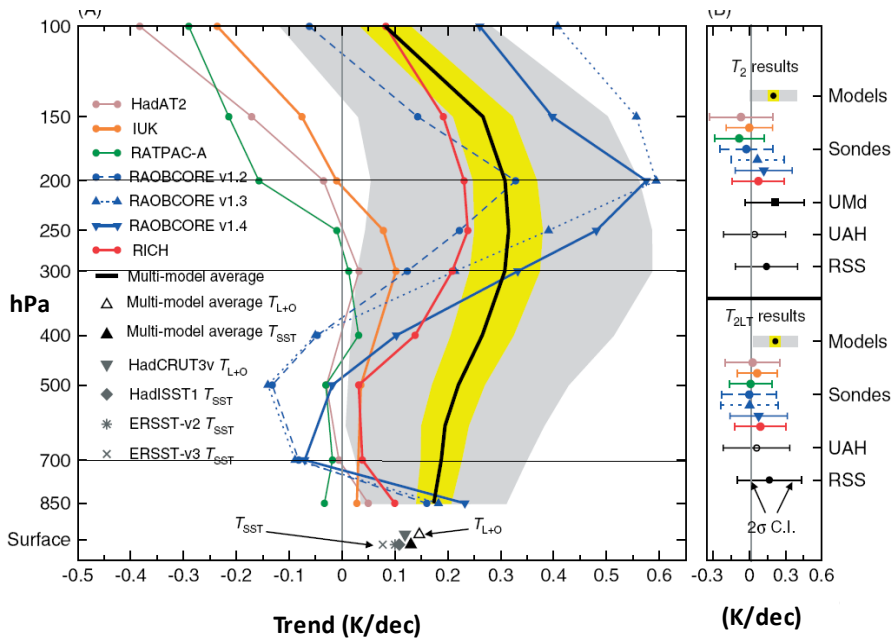 (A)
(B)
100
150
200
250
300
400
500
700
850
Surface
hPa
HadAT2
IUK
RATPAC-A
RAOBCORE v1.2
RAOBCORE v1.3
RAOBCORE v1.4
RICH
Multi-model average
Multi-model average T_L+O
Multi-model average T_SST
HadCRUT3v T_L+O
HadISST1 T_SST
ERSST-v2 T_SST
ERSST-v3 T_SST
T_SST
T_L+O
-0.5 -0.4 -0.3 -0.2 -0.1 0 0.1 0.2 0.3 0.4 0.5 0.6
Trend (K/dec)
T₂ results
Models
Sondes
UMd
UAH
RSS
T₂LT results
Models
Sondes
UAH
RSS
2σ C.I.
-0.3 0 0.3 0.6
(K/dec)